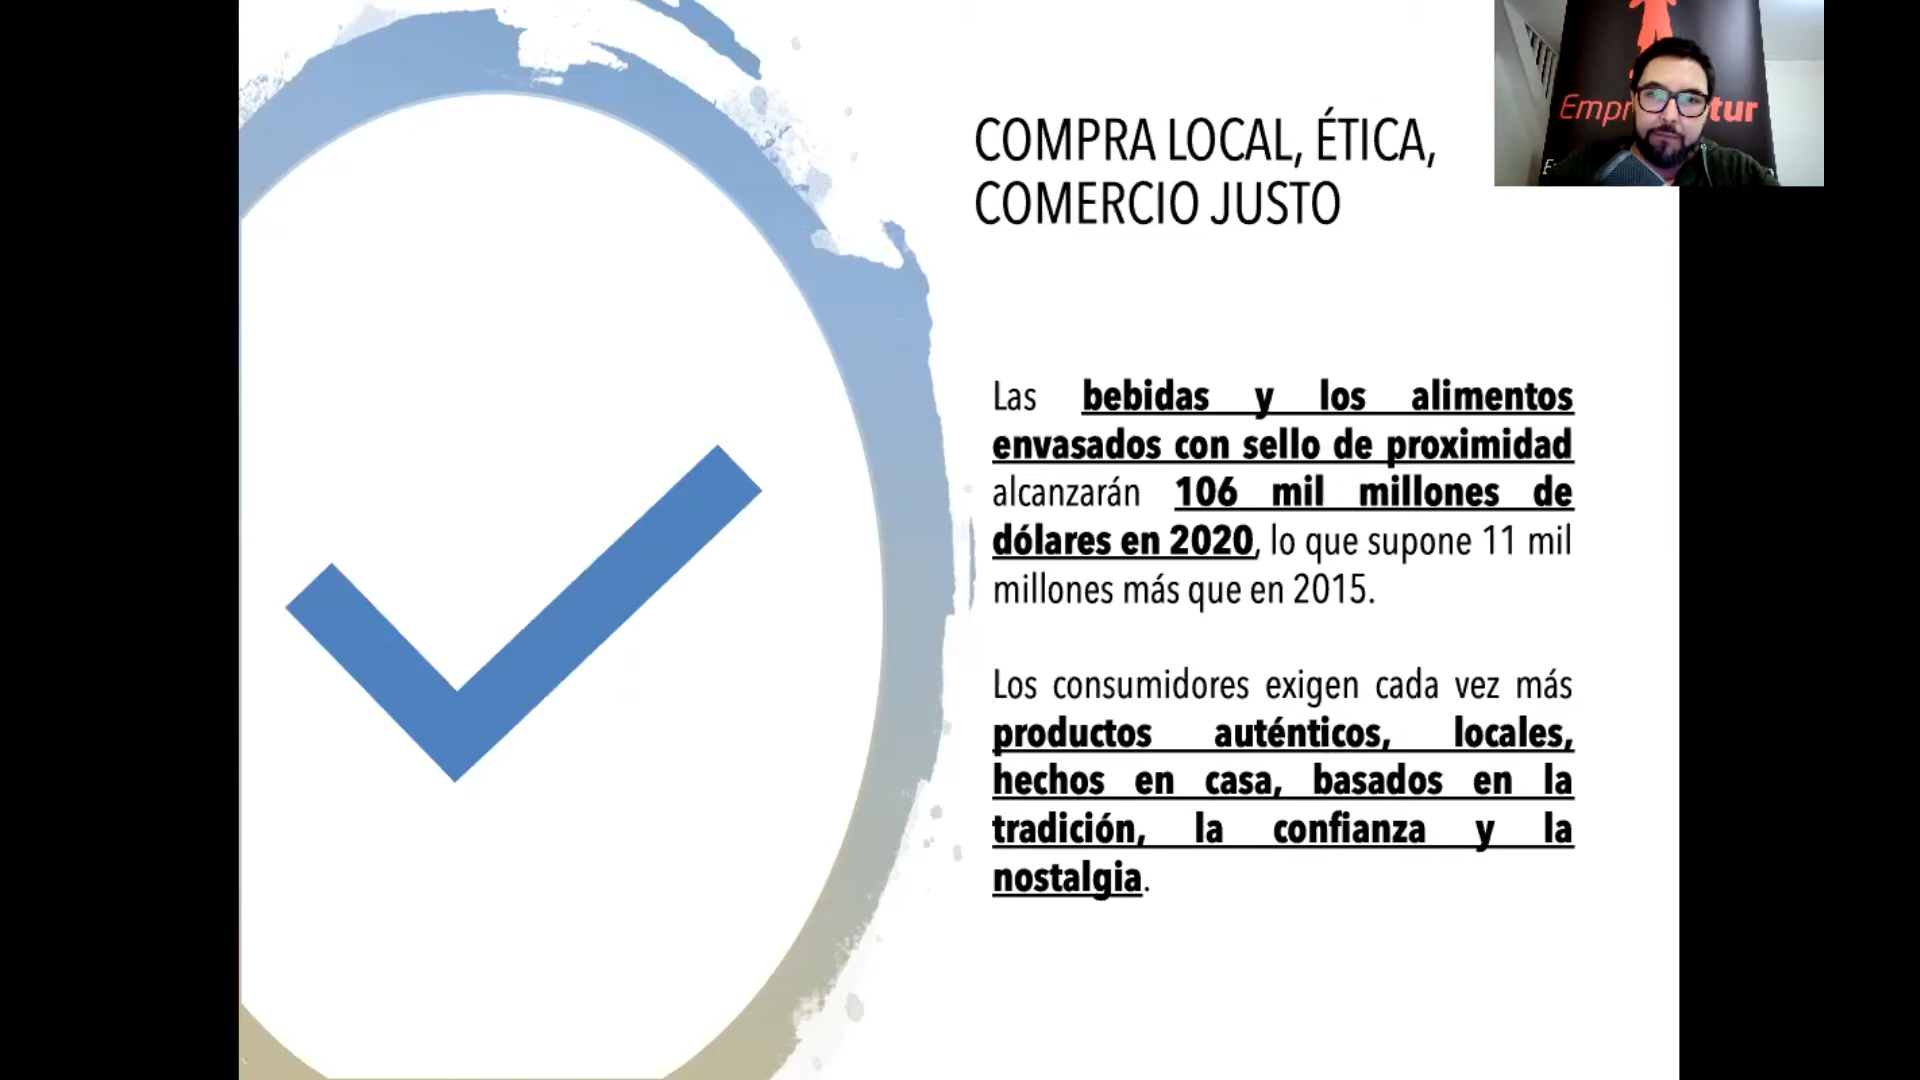 COMPRA LOCAL, ÉTICA,
COMERCIO JUSTO
Empr tur
Las bebidas y los alimentos
envasados con sello de proximidad
alcanzarán 106 mil millones de
dólares en 2020, lo que supone 11 mil
millones más que en 2015.
Los consumidores exigen cada vez más
productos auténticos, locales,
hechos en casa, basados en la
tradición, la confianza y la
nostalgia.